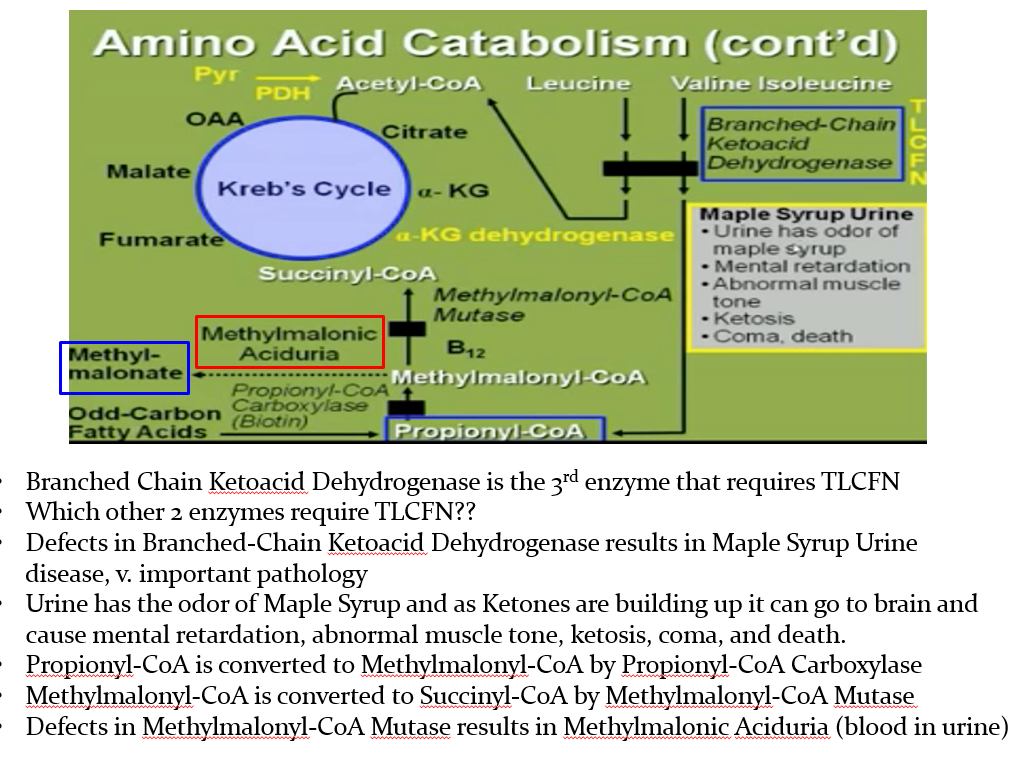 Amino Acid Catabolism (cont'd)
Pyr
PDH
Acetyl-CoA
Leucine
Valine Isoleucine
OAA
Citrate
Branched-Chain
Ketoacid
Dehydrogenase
TLCFN
Malate
Kreb's Cycle
α- KG
Fumarate
α-KG dehydrogenase
Maple Syrup Urine
• Urine has odor of
maple syrup
• Mental retardation
• Abnormal muscle
tone
• Ketosis
• Coma, death
Succinyl-CoA
Methylmalonyl-CoA
Mutase
Methylmalonic
Aciduria
B12
Methyl-
malonate
Methylmalonyl-CoA
Propionyl-CoA
Carboxylase
(Biotin)
Odd-Carbon
Fatty Acids
Propionyl-CoA
• Branched Chain Ketoacid Dehydrogenase is the 3rd enzyme that requires TLCFN
• Which other 2 enzymes require TLCFN??
• Defects in Branched-Chain Ketoacid Dehydrogenase results in Maple Syrup Urine
disease, v. important pathology
• Urine has the odor of Maple Syrup and as Ketones are building up it can go to brain and
cause mental retardation, abnormal muscle tone, ketosis, coma, and death.
• Propionyl-CoA is converted to Methylmalonyl-CoA by Propionyl-CoA Carboxylase
• Methylmalonyl-CoA is converted to Succinyl-CoA by Methylmalonyl-CoA Mutase
• Defects in Methylmalonyl-CoA Mutase results in Methylmalonic Aciduria (blood in urine)